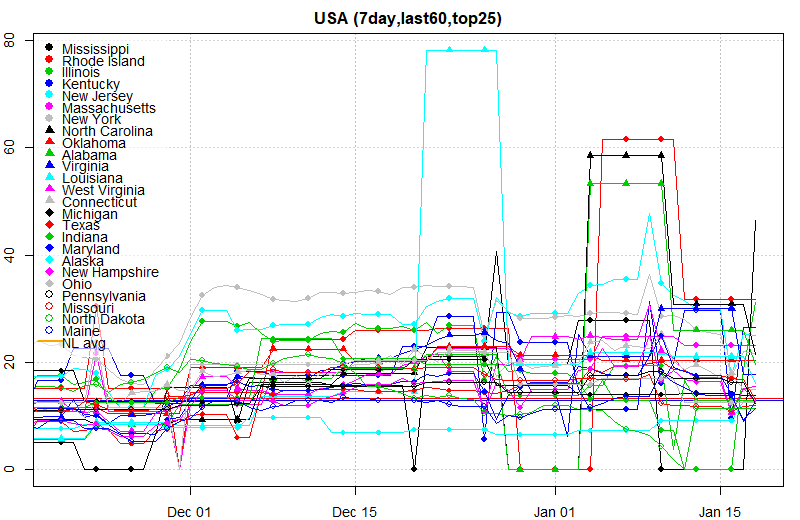 USA (7day,last60,top25)
80
60
40
20
0
Mississippi
Rhode Island
Illinois
Kentucky
New Jersey
Massachusetts
New York
North Carolina
Oklahoma
Alabama
Virginia
Louisiana
West Virginia
Connecticut
Michigan
Texas
Indiana
Maryland
Alaska
New Hampshire
Ohio
Pennsylvania
Missouri
North Dakota
Maine
NL avg
Dec 01
Dec 15
Jan 01
Jan 15